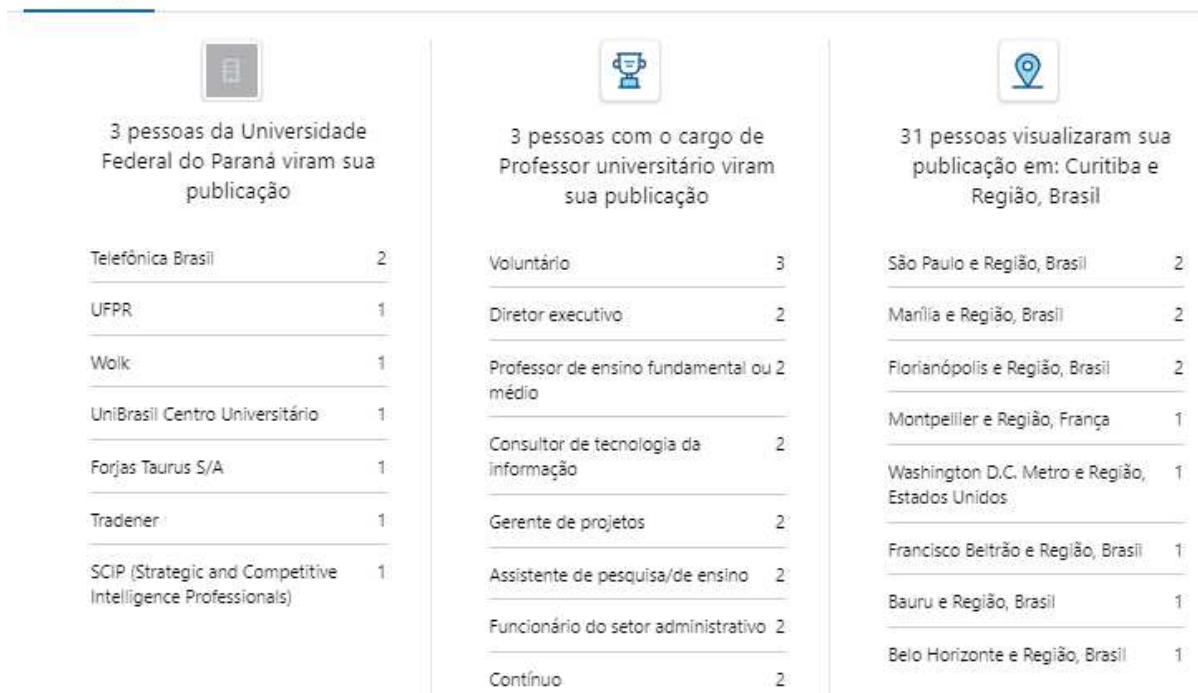 3 pessoas da Universidade
Federal do Paraná viram sua
publicação
Telefônica Brasil 2
UFPR 1
Wolk 1
UniBrasil Centro Universitário 1
Forjas Taurus S/A 1
Tradener 1
SCIP (Strategic and Competitive 1
Intelligence Professionals)
3 pessoas com o cargo de
Professor universitário viram
sua publicação
Voluntário 3
Diretor executivo 2
Professor de ensino fundamental ou 2
médio
Consultor de tecnologia da 2
informação
Gerente de projetos 2
Assistente de pesquisa/de ensino 2
Funcionário do setor administrativo 2
Contínuo 2
31 pessoas visualizaram sua
publicação em: Curitiba e
Região, Brasil
São Paulo e Região, Brasil 2
Marília e Região, Brasil 2
Florianópolis e Região, Brasil 2
Montpellier e Região, França 1
Washington D.C. Metro e Região, 1
Estados Unidos
Francisco Beltrão e Região, Brasil 1
Bauru e Região, Brasil 1
Belo Horizonte e Região, Brasil 1